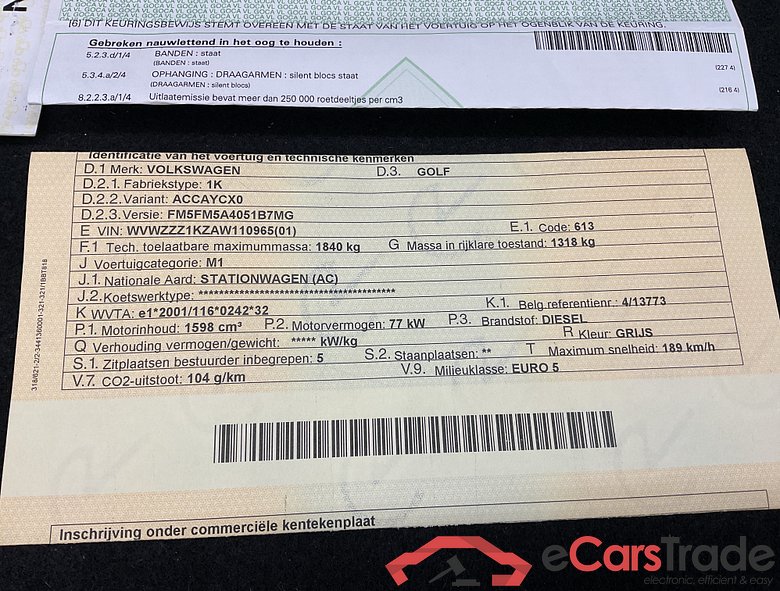 [6] DIT KEURINGSBEWIJS STEMT OVEREEN MET DE STAAT VAN HET VOERTUIG OP HET OGENBLIK VAN DE KEURING.
Gebreken nauwlettend in het oog te houden :
5.2.3.d/1/4 BANDEN : staat
(BANDEN : staat) (227 4)
5.3.4.a/2/4 OPHANGING : DRAAGARMEN : silent blocs staat
(DRAAGARMEN : silent blocs) (216 4)
8.2.2.3.a/1/4 Uitlaatemissie bevat meer dan 250 000 roetdeeltjes per cm3
Identificatie van het voertuig en technische kenmerken
D.1 Merk: VOLKSWAGEN D.3. GOLF
D.2.1. Fabriekstype: 1K
D.2.2. Variant: ACCAYCX0
D.2.3. Versie: FM5FM5A4051B7MG
E VIN: WVWZZZ1KZAW110965(01) E.1. Code: 613
F.1 Tech. toelaatbare maximummassa: 1840 kg G Massa in rijklare toestand: 1318 kg
J Voertuigcategorie: M1
J.1. Nationale Aard: STATIONWAGEN (AC)
J.2. Koetswerktype: ****************************************
K WVTA: e1*2001/116*0242*32 K.1. Belg referentienr.: 4/13773
P.1. Motorinhoud: 1598 cm³ P.2. Motorvermogen: 77 kW P.3. Brandstof: DIESEL
Q Verhouding vermogen/gewicht: ***** kW/kg R Kleur: GRIJS
S.1. Zitplaatsen bestuurder inbegrepen: 5 S.2. Staanplaatsen: ** T Maximum snelheid: 189 km/h
V.7. CO2-uitstoot: 104 g/km V.9. Milieuklasse: EURO 5
Inschrijving onder commerciële kentekenplaat
eCarsTrade
electronic, efficient & easy